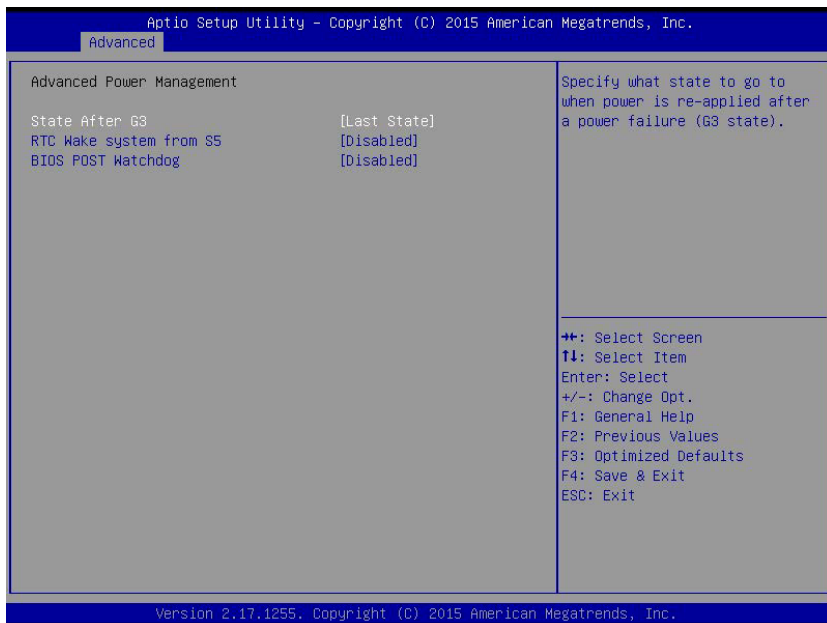 Aptio Setup Utility – Copyright (C) 2015 American Megatrends, Inc.
Advanced
Advanced Power Management
State After G3 [Last State]
RTC Wake system from S5 [Disabled]
BIOS POST Watchdog [Disabled]
Specify what state to go to
when power is re-applied after
a power failure (G3 state).
→←: Select Screen
↑↓: Select Item
Enter: Select
+/-: Change Opt.
F1: General Help
F2: Previous Values
F3: Optimized Defaults
F4: Save & Exit
ESC: Exit
Version 2.17.1255. Copyright (C) 2015 American Megatrends, Inc.